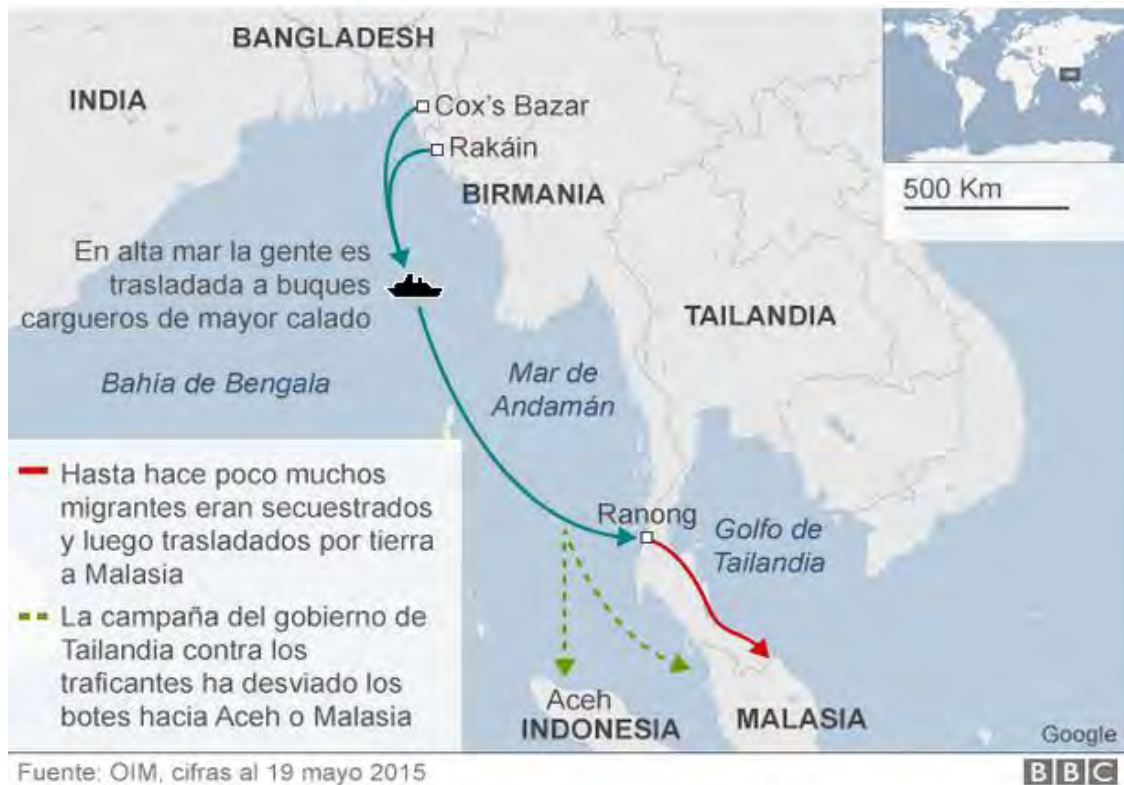 BANGLADESH
INDIA
Cox's Bazar
Rakáin
BIRMANIA
500 Km
En alta mar la gente es
trasladada a buques
cargueros de mayor calado
TAILANDIA
Bahía de Bengala
Mar de
Andamán
Hasta hace poco muchos
migrantes eran secuestrados
y luego trasladados por tierra
a Malasia
Ranong
Golfo de
Tailandia
La campaña del gobierno de
Tailandia contra los
traficantes ha desviado los
botes hacia Aceh o Malasia
Aceh
INDONESIA
MALASIA
Google
Fuente: OIM, cifras al 19 mayo 2015
BBC